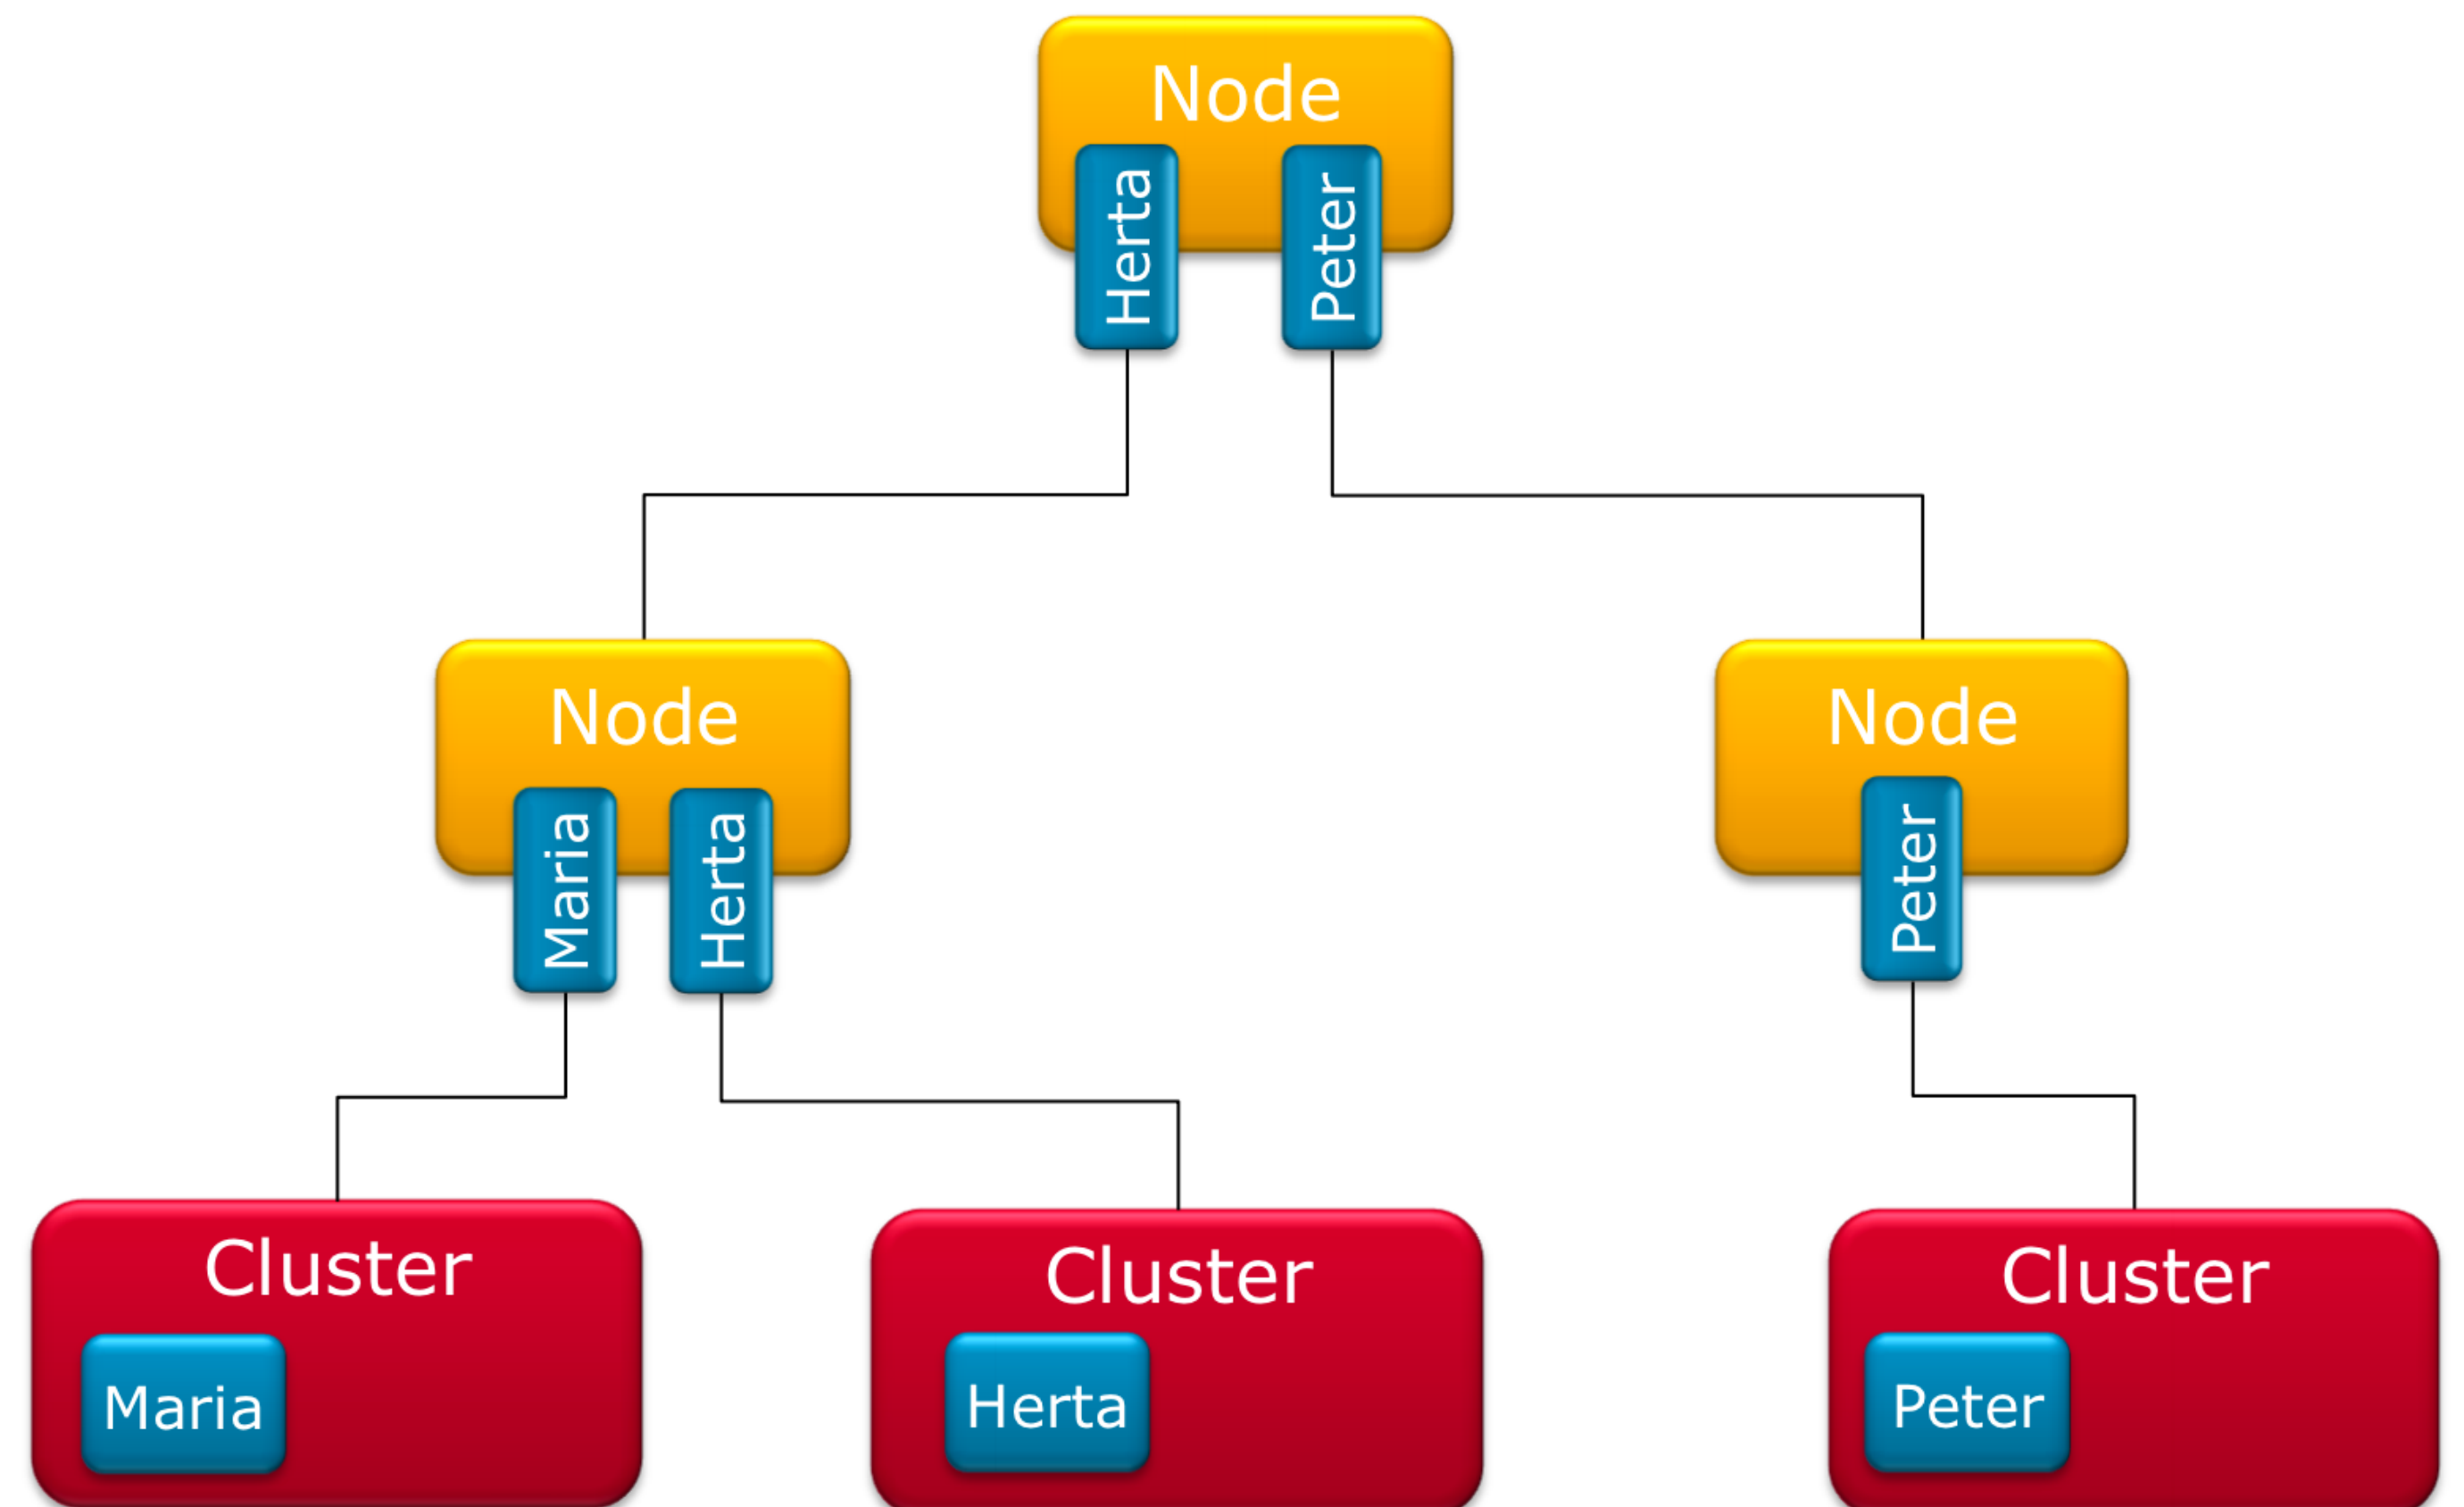 Node
Herta
Peter
Node
Maria
Herta
Node
Peter
Cluster
Maria
Cluster
Herta
Cluster
Peter